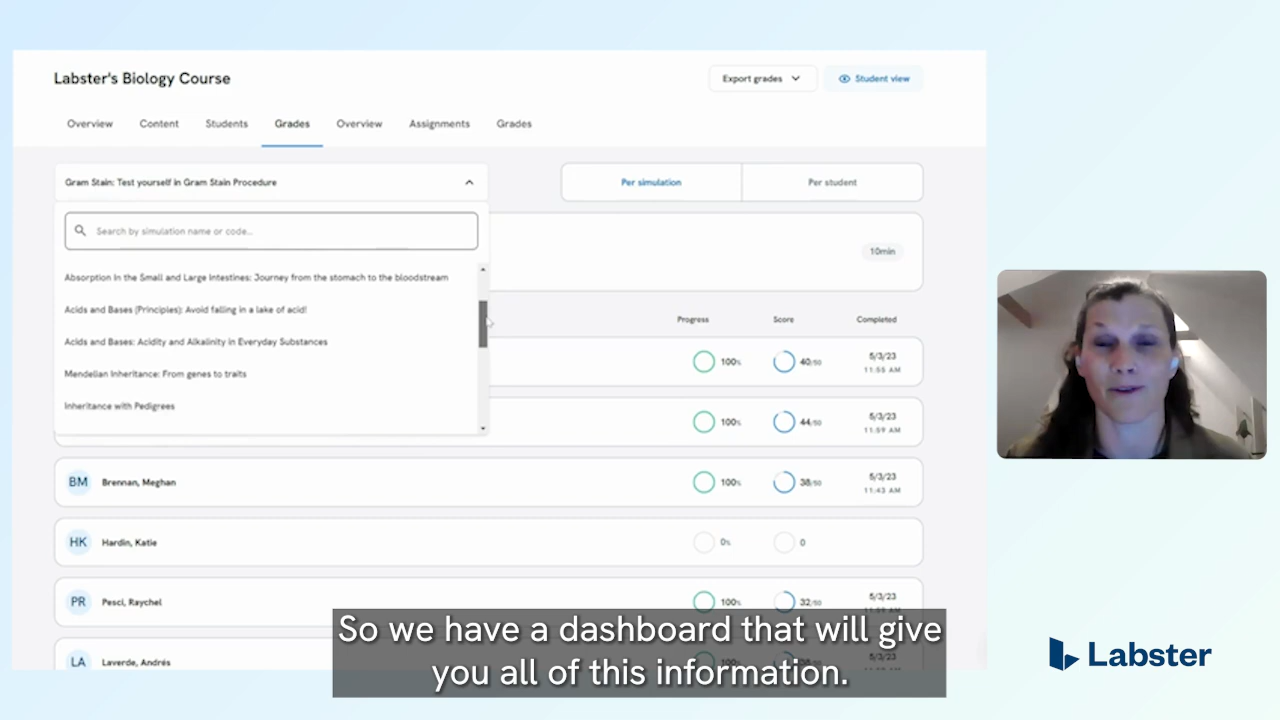 Labster's Biology Course
Export grades
Student view
Overview Content Students Grades Overview Assignments Grades
Gram Stain: Test yourself in Gram Stain Procedure
Per simulation
Per student
Search by simulation name or code...
10min
Absorption in the Small and Large Intestines: Journey from the stomach to the bloodstream
Acids and Bases (Principles): Avoid falling in a lake of acid!
Acids and Bases: Acidity and Alkalinity in Everyday Substances
Mendelian Inheritance: From genes to traits
Inheritance with Pedigrees
Progress Score Completed
100% 40/50 5/3/23
11:55 AM
100% 44/50 5/3/23
11:59 AM
BM Brennan, Meghan 100% 38/50 5/3/23
11:43 AM
HK Hardin, Katie 0% 0
PR Pesci, Raychel 100% 32/50 5/3/23
LA Laverde, Andrés
So we have a dashboard that will give
you all of this information.
Labster